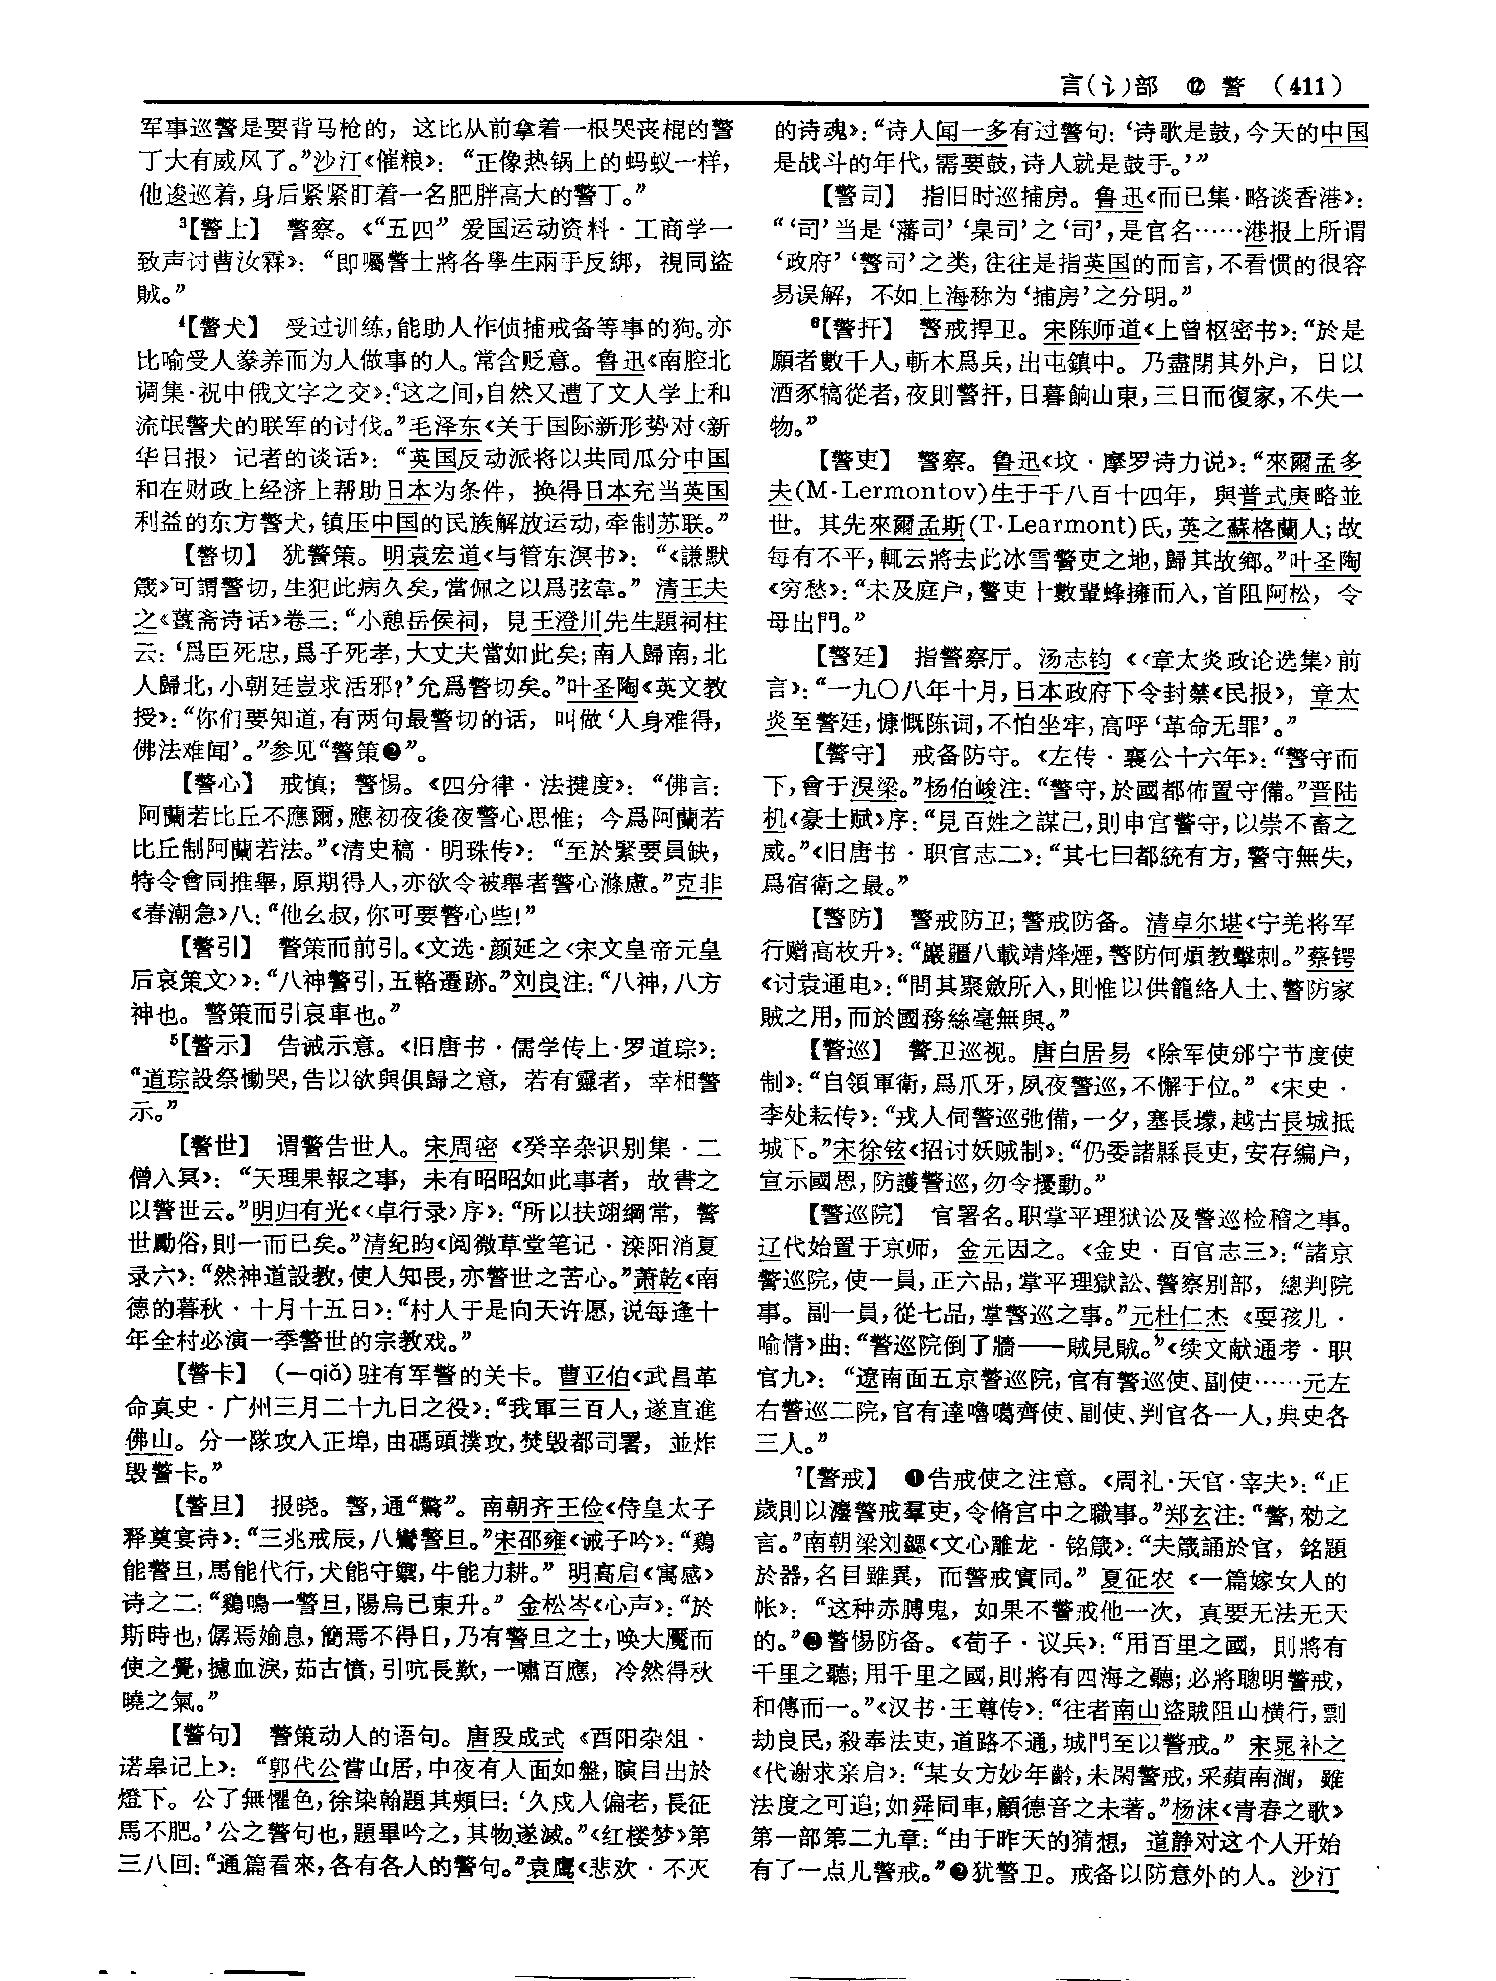 言(讠)部 ⑫ 警 (411)
军事巡警是要背马枪的，这比从前拿着一根哭丧棍的警
丁大有威风了。”沙汀《催粮》：“正像热锅上的蚂蚁一样，
他逡巡着，身后紧紧盯着一名肥胖高大的警丁。”
³【警上】 警察。《“五四”爱国运动资料·工商学一
致声讨曹汝霖》：“即囑警士將各學生兩手反綁，視同盜
賊。”
⁴【警犬】 受过训练，能助人作侦捕戒备等事的狗。亦
比喻受人豢养而为人做事的人。常含贬意。鲁迅《南腔北
调集·祝中俄文字之交》：“这之间，自然又遭了文人学上和
流氓警犬的联军的讨伐。”毛泽东《关于国际新形势对〈新
华日报〉记者的谈话》：“英国反动派将以共同瓜分中国
和在财政上经济上帮助日本为条件，换得日本充当英国
利益的东方警犬，镇压中国的民族解放运动，牵制苏联。”
【警切】 犹警策。明袁宏道《与管东溟书》：“《謙默
箴》可謂警切，生犯此病久矣，當佩之以爲弦韋。”清王夫
之《薑斋诗话》卷三：“小憩岳侯祠，見王澄川先生題祠柱
云：‘爲臣死忠，爲子死孝，大丈夫當如此矣；南人歸南，北
人歸北，小朝廷豈求活邪？’允爲警切矣。”叶圣陶《英文教
授》：“你们要知道，有两句最警切的话，叫做‘人身难得，
佛法难闻’。”参见“警策❷”。
【警心】 戒慎；警惕。《四分律·法揵度》：“佛言：
阿蘭若比丘不應爾，應初夜後夜警心思惟；今爲阿蘭若
比丘制阿蘭若法。”《清史稿·明珠传》：“至於緊要員缺，
特令會同推舉，原期得人，亦欲令被舉者警心滌慮。”克非
《春潮急》八：“他幺叔，你可要警心些！”
【警引】 警策而前引。《文选·颜延之〈宋文皇帝元皇
后哀策文〉》：“八神警引，五輅遷跡。”刘良注：“八神，八方
神也。警策而引哀車也。”
⁵【警示】 告诫示意。《旧唐书·儒学传上·罗道琮》：
“道琮設祭慟哭，告以欲與俱歸之意，若有靈者，幸相警
示。”
【警世】 谓警告世人。宋周密《癸辛杂识别集·二
僧入冥》：“天理果報之事，未有昭昭如此事者，故書之
以警世云。”明归有光《〈卓行录〉序》：“所以扶翊綱常，警
世勵俗，則一而已矣。”清纪昀《阅微草堂笔记·滦阳消夏
录六》：“然神道設教，使人知畏，亦警世之苦心。”萧乾《南
德的暮秋·十月十五日》：“村人于是向天许愿，说每逢十
年全村必演一季警世的宗教戏。”
【警卡】 (—qiǎ)驻有军警的关卡。曹亚伯《武昌革
命真史·广州三月二十九日之役》：“我軍三百人，遂直進
佛山。分一隊攻入正埠，由碼頭撲攻，焚毀都司署，並炸
毀警卡。”
【警旦】 报晓。警，通“驚”。南朝齐王俭《侍皇太子
释奠宴诗》：“三兆戒辰，八鸞警旦。”宋邵雍《诫子吟》：“鷄
能警旦，馬能代行，犬能守禦，牛能力耕。”明高启《寓感》
诗之二：“鷄鳴一警旦，陽烏已東升。”金松岑《心声》：“於
斯時也，僝焉媮息，簡焉不得日，乃有警旦之士，唤大魘而
使之覺，攄血淚，茹古憤，引吭長歎，一嘯百應，冷然得秋
曉之氣。”
【警句】 警策动人的语句。唐段成式《酉阳杂俎·
诺皋记上》：“郭代公嘗山居，中夜有人面如盤，瞚目出於
燈下。公了無懼色，徐染翰題其頰曰：‘久戍人偏老，長征
馬不肥。’公之警句也，題畢吟之，其物遂滅。”《红楼梦》第
三八回：“通篇看來，各有各人的警句。”袁鹰《悲欢·不灭
的诗魂》：“诗人闻一多有过警句：‘诗歌是鼓，今天的中国
是战斗的年代，需要鼓，诗人就是鼓手。’”
【警司】 指旧时巡捕房。鲁迅《而已集·略谈香港》：
“‘司’当是‘藩司’‘臬司’之‘司’，是官名……港报上所谓
‘政府’‘警司’之类，往往是指英国的而言，不看惯的很容
易误解，不如上海称为‘捕房’之分明。”
⁶【警扞】 警戒捍卫。宋陈师道《上曾枢密书》：“於是
願者數千人，斬木爲兵，出屯鎮中。乃盡閉其外户，日以
酒豕犒從者，夜則警扞，日暮餉山東，三日而復家，不失一
物。”
【警吏】 警察。鲁迅《坟·摩罗诗力说》：“來爾孟多
夫(M·Lermontov)生于千八百十四年，與普式庚略並
世。其先來爾孟斯(T·Learmont)氏，英之蘇格蘭人；故
每有不平，輒云將去此冰雪警吏之地，歸其故鄉。”叶圣陶
《穷愁》：“未及庭户，警吏十數輩蜂擁而入，首阻阿松，令
毋出門。”
【警廷】 指警察厅。汤志钧《〈章太炎政论选集〉前
言》：“一九〇八年十月，日本政府下令封禁《民报》，章太
炎至警廷，慷慨陈词，不怕坐牢，高呼‘革命无罪’。”
【警守】 戒备防守。《左传·襄公十六年》：“警守而
下，會于湨梁。”杨伯峻注：“警守，於國都佈置守備。”晋陆
机《豪士赋》序：“見百姓之謀己，則申宫警守，以崇不畜之
威。”《旧唐书·职官志二》：“其七曰都統有方，警守無失，
爲宿衛之最。”
【警防】 警戒防卫；警戒防备。清卓尔堪《宁羌将军
行赠高枚升》：“巖疆八載靖烽煙，警防何煩教擊刺。”蔡锷
《讨袁通电》：“問其聚斂所入，則惟以供籠絡人士、警防家
賊之用，而於國務絲毫無與。”
【警巡】 警卫巡视。唐白居易《除军使邠宁节度使
制》：“自領軍衛，爲爪牙，夙夜警巡，不懈于位。”《宋史·
李处耘传》：“戎人伺警巡弛備，一夕，塞長壕，越古長城抵
城下。”宋徐铉《招讨妖贼制》：“仍委諸縣長吏，安存編户，
宣示國恩，防護警巡，勿令擾動。”
【警巡院】 官署名。职掌平理狱讼及警巡检稽之事。
辽代始置于京师，金元因之。《金史·百官志三》：“諸京
警巡院，使一員，正六品，掌平理獄訟、警察别部，總判院
事。副一員，從七品，掌警巡之事。”元杜仁杰《耍孩儿·
喻情》曲：“警巡院倒了牆——賊見賊。”《续文献通考·职
官九》：“遼南面五京警巡院，官有警巡使、副使……元左
右警巡二院，官有達嚕噶齊使、副使、判官各一人，典史各
三人。”
⁷【警戒】 ❶告戒使之注意。《周礼·天官·宰夫》：“正
歲則以灋警戒羣吏，令脩宫中之職事。”郑玄注：“警，勑之
言。”南朝梁刘勰《文心雕龙·铭箴》：“夫箴誦於官，銘題
於器，名目雖異，而警戒實同。”夏征农《一篇嫁女人的
帐》：“这种赤膊鬼，如果不警戒他一次，真要无法无天
的。”❷警惕防备。《荀子·议兵》：“用百里之國，則將有
千里之聽；用千里之國，則將有四海之聽；必將聰明警戒，
和傳而一。”《汉书·王尊传》：“往者南山盜賊阻山横行，剽
劫良民，殺奉法吏，道路不通，城門至以警戒。”宋晁补之
《代谢求亲启》：“某女方妙年齡，未閑警戒，采蘋南澗，雖
法度之可追；如舜同車，顧德音之未著。”杨沫《青春之歌》
第一部第二九章：“由于昨天的猜想，道静对这个人开始
有了一点儿警戒。”❸犹警卫。戒备以防意外的人。沙汀